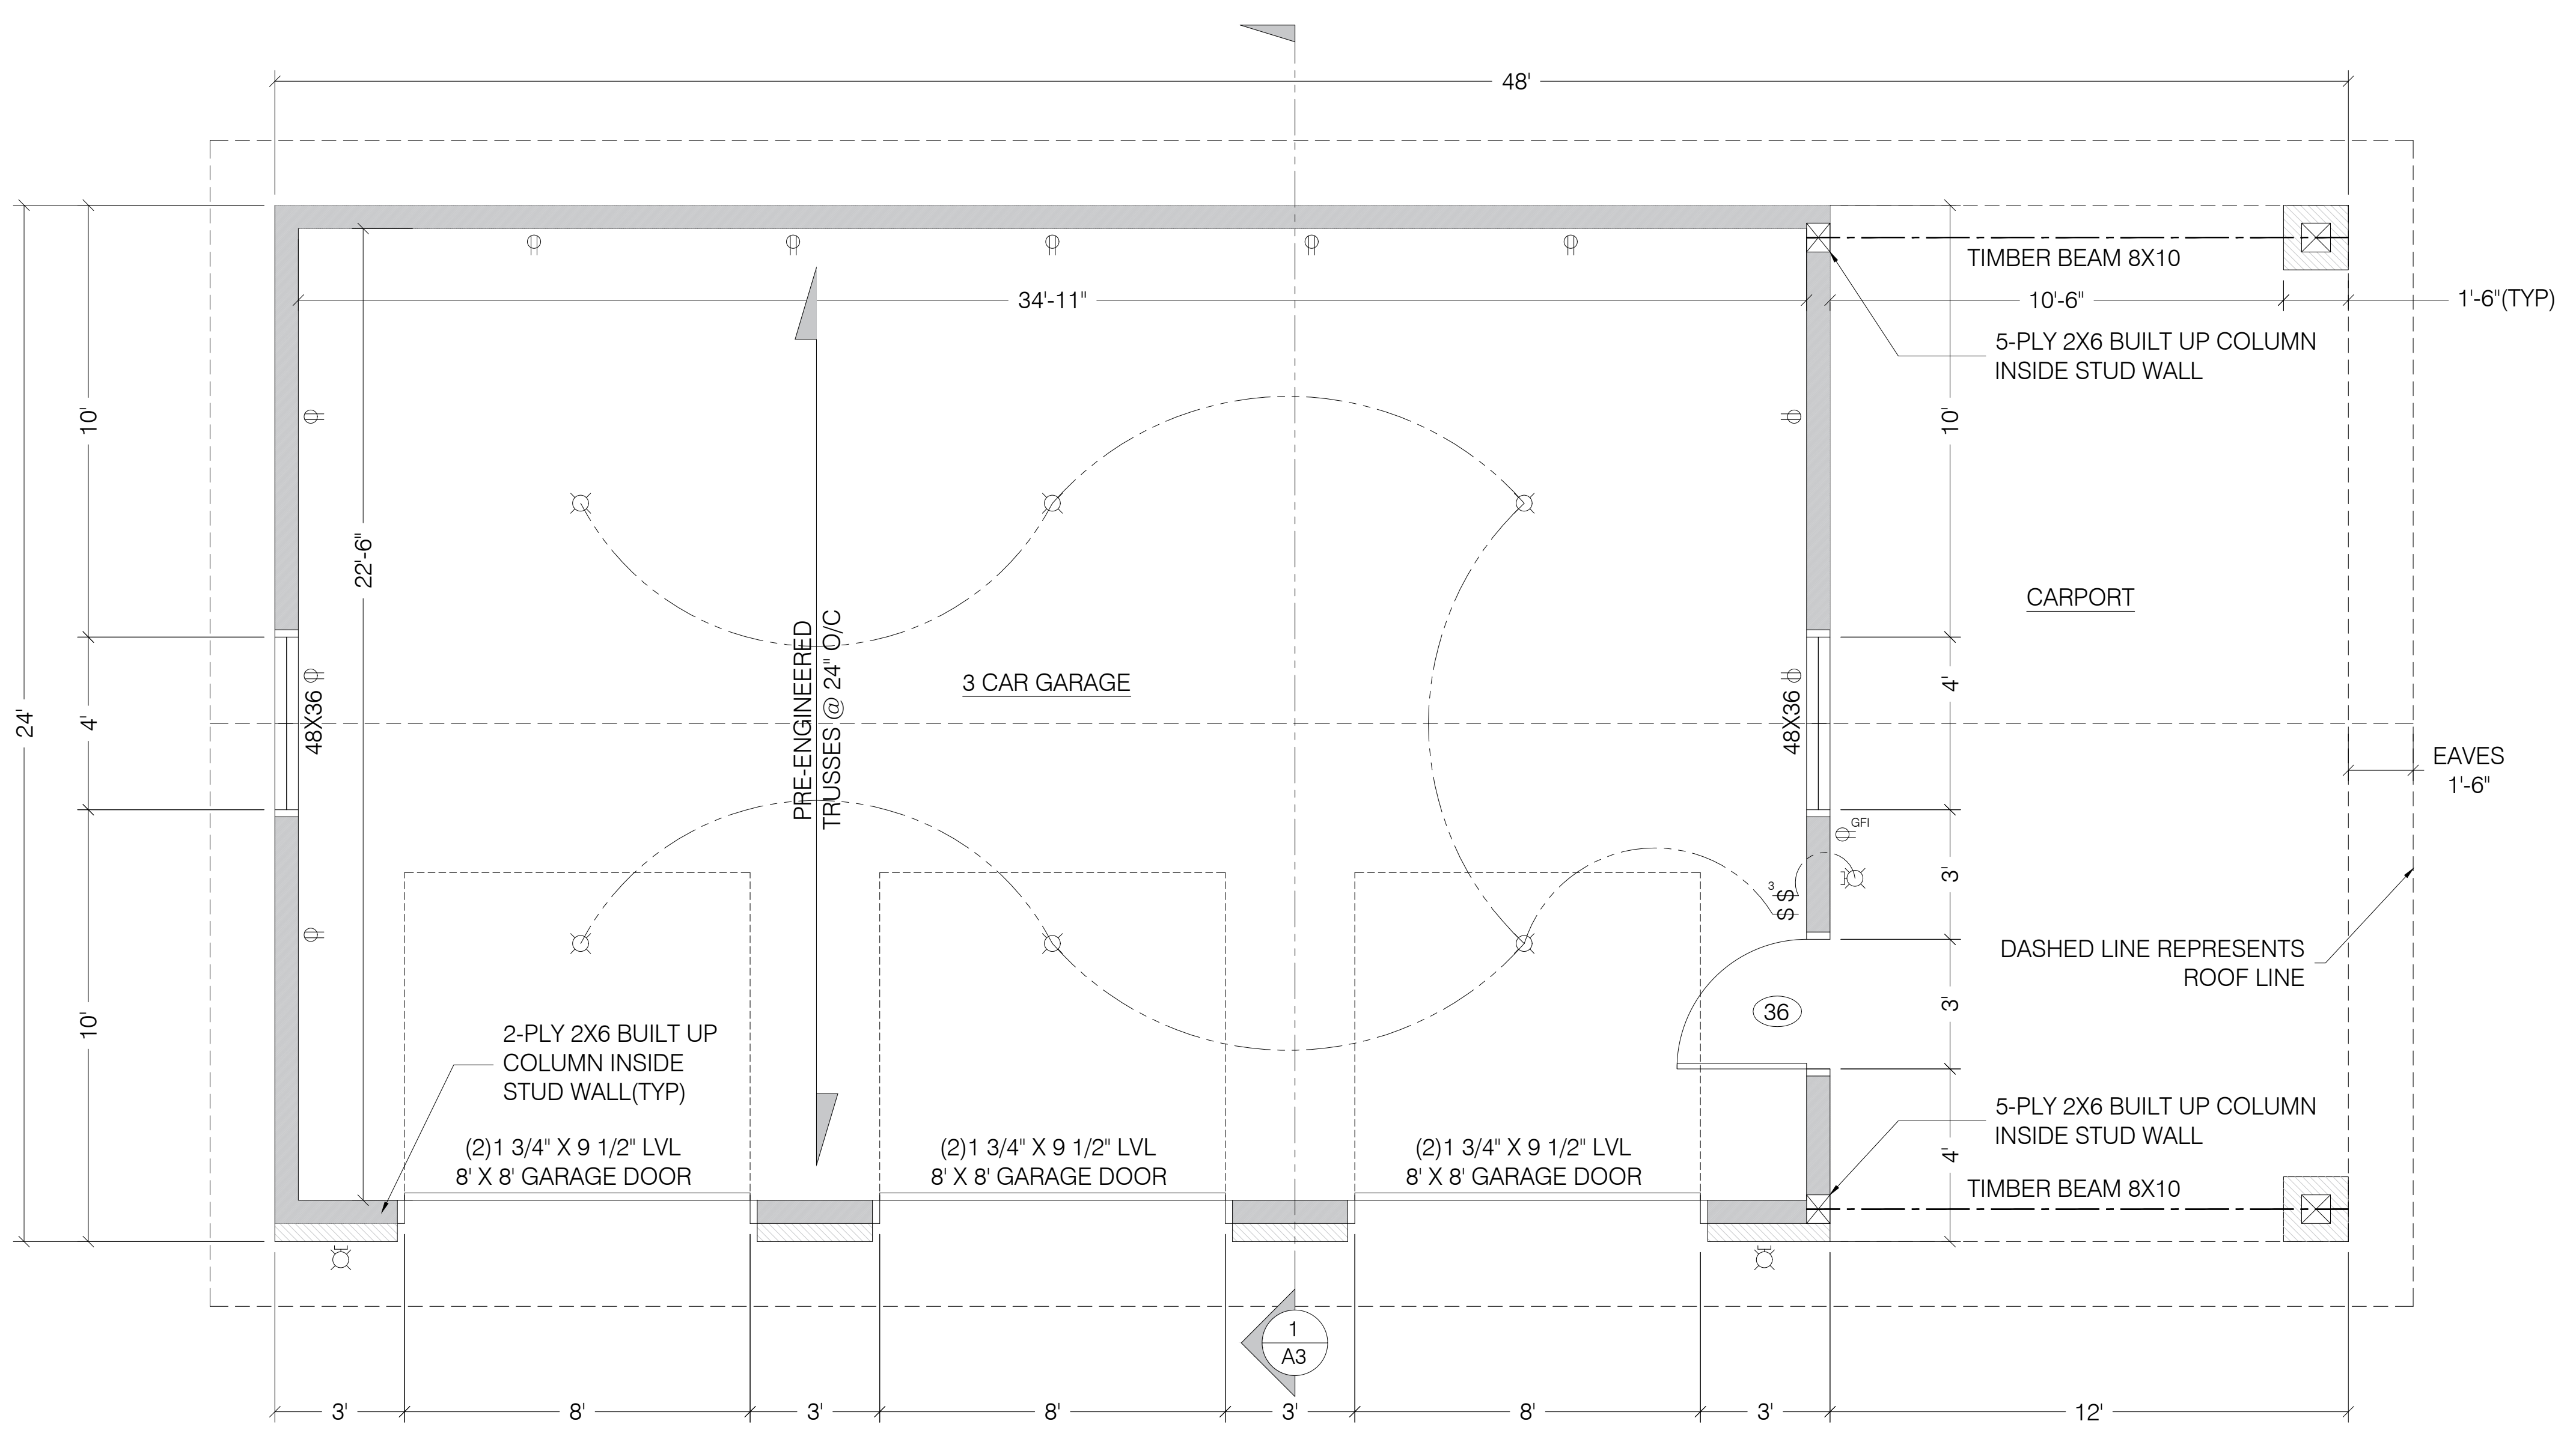 48'
TIMBER BEAM 8X10
34'-11"
10'-6"
1'-6"(TYP)
5-PLY 2X6 BUILT UP COLUMN
INSIDE STUD WALL
10'
10'
22'-6"
CARPORT
PRE-ENGINEERED
TRUSSES @ 24" O/C
3 CAR GARAGE
24'
4'
48X36
48X36
4'
EAVES
1'-6"
GFI
3'
3
$ $
DASHED LINE REPRESENTS
ROOF LINE
36
3'
10'
2-PLY 2X6 BUILT UP
COLUMN INSIDE
STUD WALL(TYP)
5-PLY 2X6 BUILT UP COLUMN
INSIDE STUD WALL
4'
(2)1 3/4" X 9 1/2" LVL
8' X 8' GARAGE DOOR
(2)1 3/4" X 9 1/2" LVL
8' X 8' GARAGE DOOR
(2)1 3/4" X 9 1/2" LVL
8' X 8' GARAGE DOOR
TIMBER BEAM 8X10
1
A3
3'
8'
3'
8'
3'
8'
3'
12'